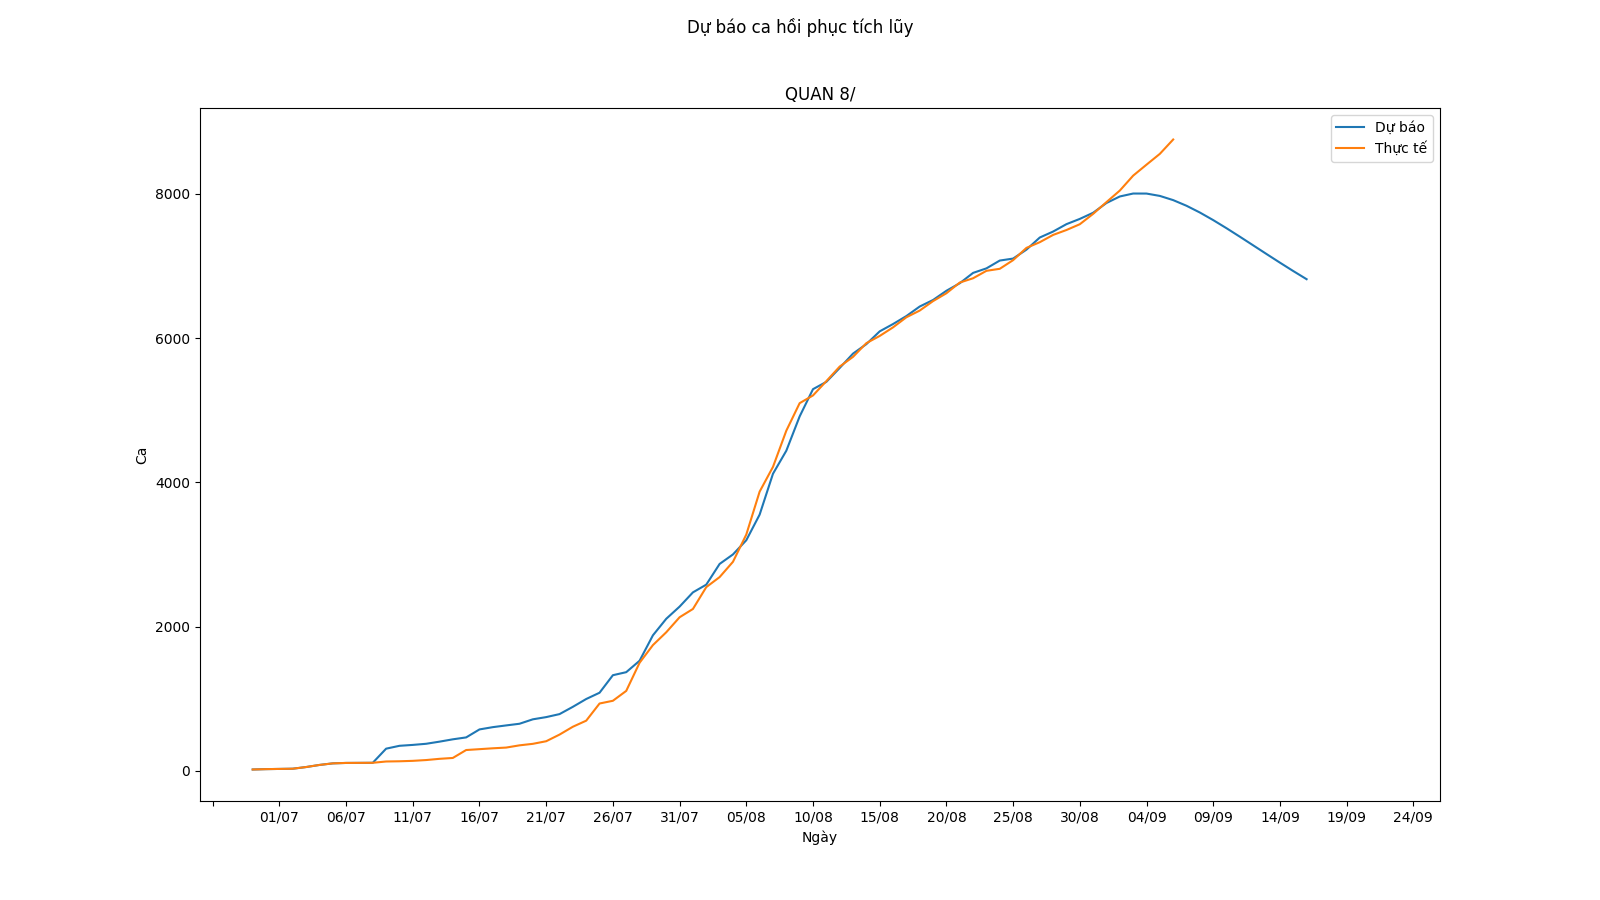 Dự báo ca hồi phục tích lũy
QUAN 8/
Dự báo
Thực tế
8000
6000
4000
2000
0
Ca
01/07 06/07 11/07 16/07 21/07 26/07 31/07 05/08 10/08 15/08 20/08 25/08 30/08 04/09 09/09 14/09 19/09 24/09
Ngày